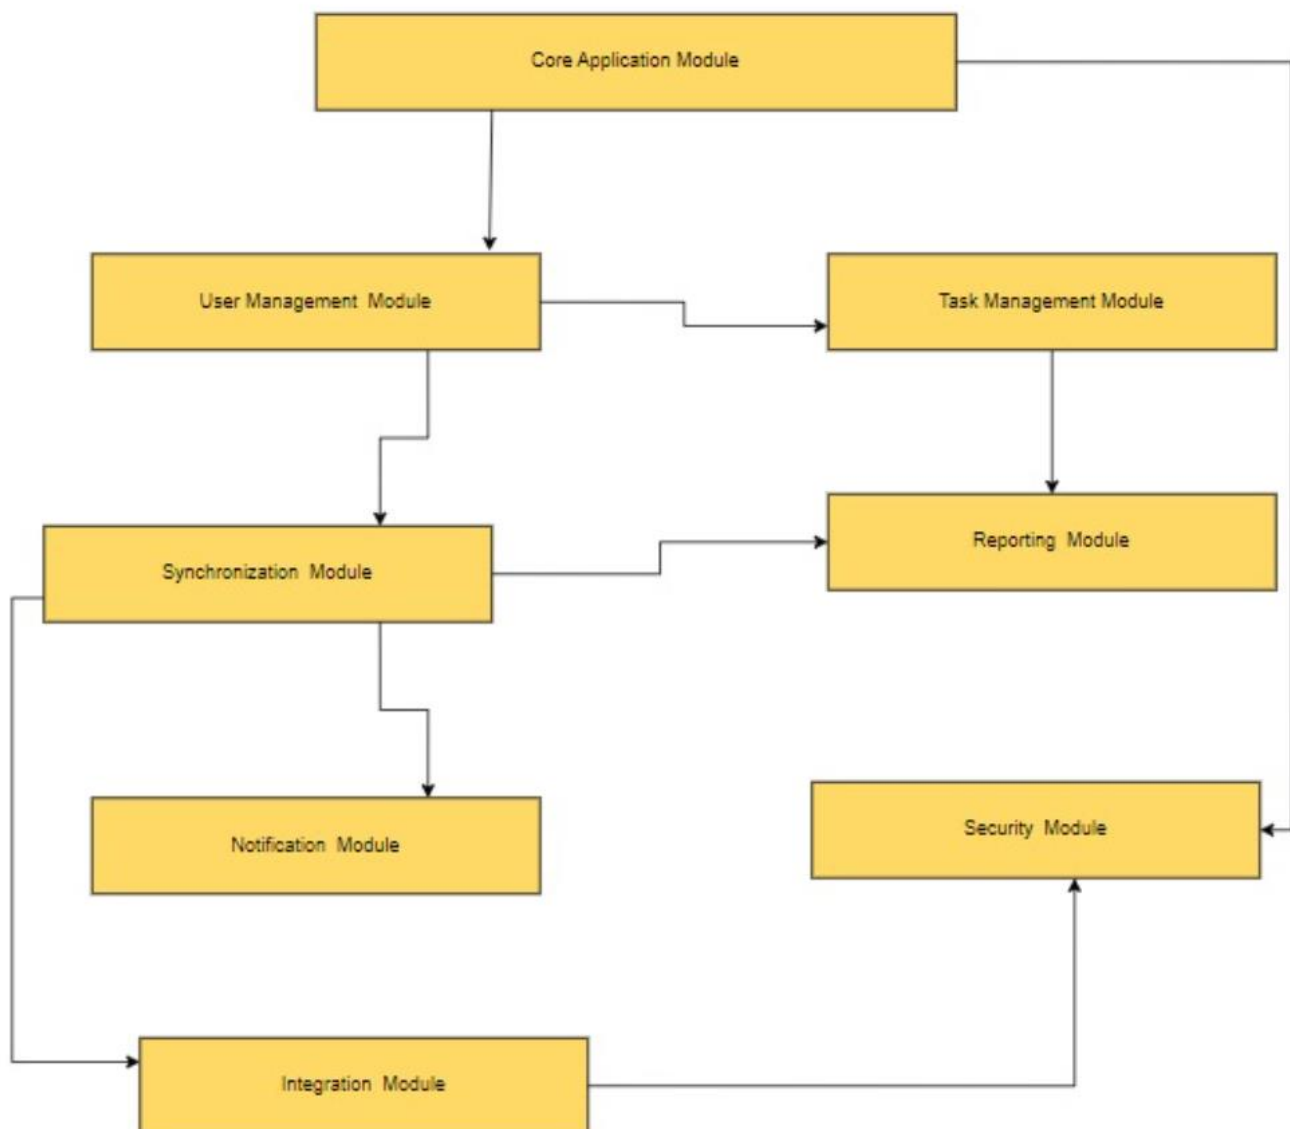 Core Application Module
User Management Module
Task Management Module
Reporting Module
Synchronization Module
Notification Module
Security Module
Integration Module